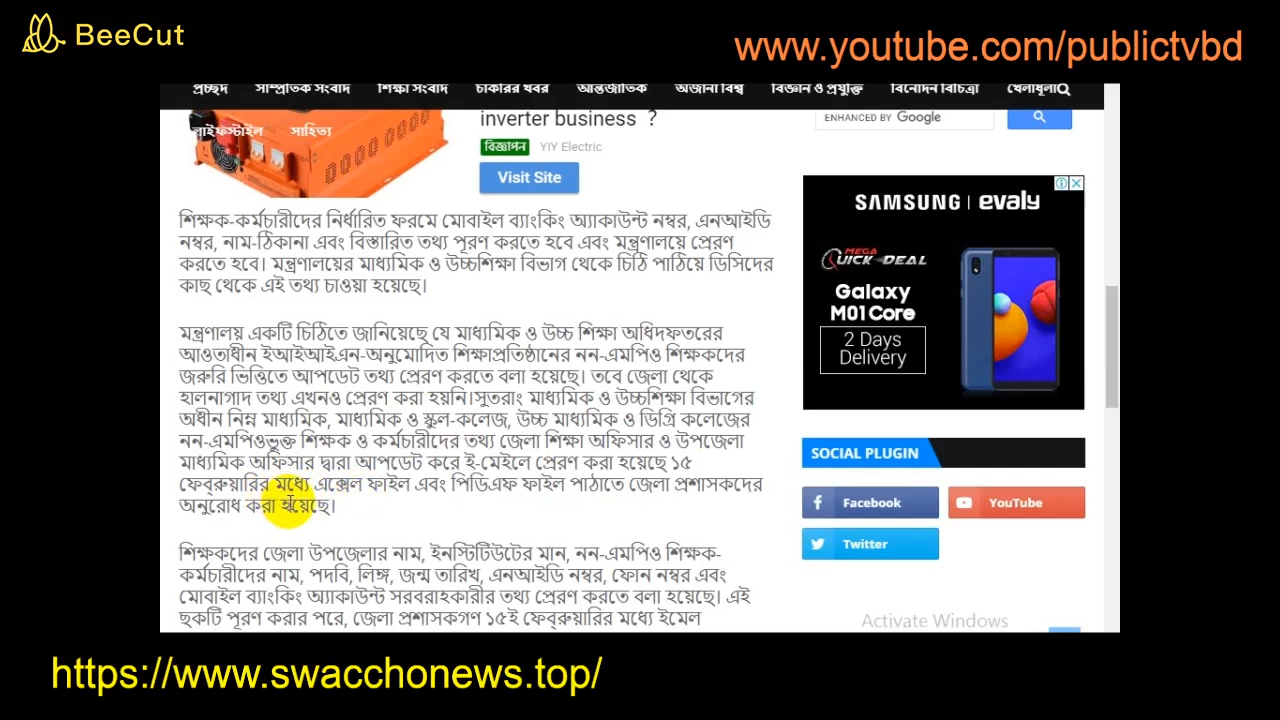 BeeCut
www.youtube.com/publictvbd
প্রচ্ছদ সাম্প্রতিক সংবাদ শিক্ষা সংবাদ চাকরির খবর আন্তর্জাতিক অজানা বিশ্ব বিজ্ঞান ও প্রযুক্তি বিনোদন বিচিত্রা খেলাধূলা
লাইফস্টাইল সাহিত্য
inverter business ?
বিজ্ঞাপন YIY Electric
Visit Site
ENHANCED BY Google
শিক্ষক-কর্মচারীদের নির্ধারিত ফরমে মোবাইল ব্যাংকিং অ্যাকাউন্ট নম্বর, এনআইডি
নম্বর, নাম-ঠিকানা এবং বিস্তারিত তথ্য পূরণ করতে হবে এবং মন্ত্রণালয়ে প্রেরণ
করতে হবে। মন্ত্রণালয়ের মাধ্যমিক ও উচ্চশিক্ষা বিভাগ থেকে চিঠি পাঠিয়ে ডিসিদের
কাছ থেকে এই তথ্য চাওয়া হয়েছে।
মন্ত্রণালয় একটি চিঠিতে জানিয়েছে যে মাধ্যমিক ও উচ্চ শিক্ষা অধিদফতরের
আওতাধীন ইআইআইএন-অনুমোদিত শিক্ষাপ্রতিষ্ঠানের নন-এমপিও শিক্ষকদের
জরুরি ভিত্তিতে আপডেট তথ্য প্রেরণ করতে বলা হয়েছে। তবে জেলা থেকে
হালনাগাদ তথ্য এখনও প্রেরণ করা হয়নি।সুতরাং মাধ্যমিক ও উচ্চশিক্ষা বিভাগের
অধীন নিম্ন মাধ্যমিক, মাধ্যমিক ও স্কুল-কলেজ, উচ্চ মাধ্যমিক ও ডিগ্রি কলেজের
নন-এমপিওভুক্ত শিক্ষক ও কর্মচারীদের তথ্য জেলা শিক্ষা অফিসার ও উপজেলা
মাধ্যমিক অফিসার দ্বারা আপডেট করে ই-মেইলে প্রেরণ করা হয়েছে ১৫
ফেব্রুয়ারির মধ্যে এক্সেল ফাইল এবং পিডিএফ ফাইল পাঠাতে জেলা প্রশাসকদের
অনুরোধ করা হয়েছে।
শিক্ষকদের জেলা উপজেলার নাম, ইনস্টিটিউটের মান, নন-এমপিও শিক্ষক-
কর্মচারীদের নাম, পদবি, লিঙ্গ, জন্ম তারিখ, এনআইডি নম্বর, ফোন নম্বর এবং
মোবাইল ব্যাংকিং অ্যাকাউন্ট সরবরাহকারীর তথ্য প্রেরণ করতে বলা হয়েছে। এই
ছকটি পূরণ করার পরে, জেলা প্রশাসকগণ ১৫ই ফেব্রুয়ারির মধ্যে ইমেল
SAMSUNG | evaly
MEGA
QUICK DEAL
Galaxy
M01 Core
2 Days
Delivery
SOCIAL PLUGIN
Facebook YouTube
Twitter
Activate Windows
https://www.swacchonews.top/